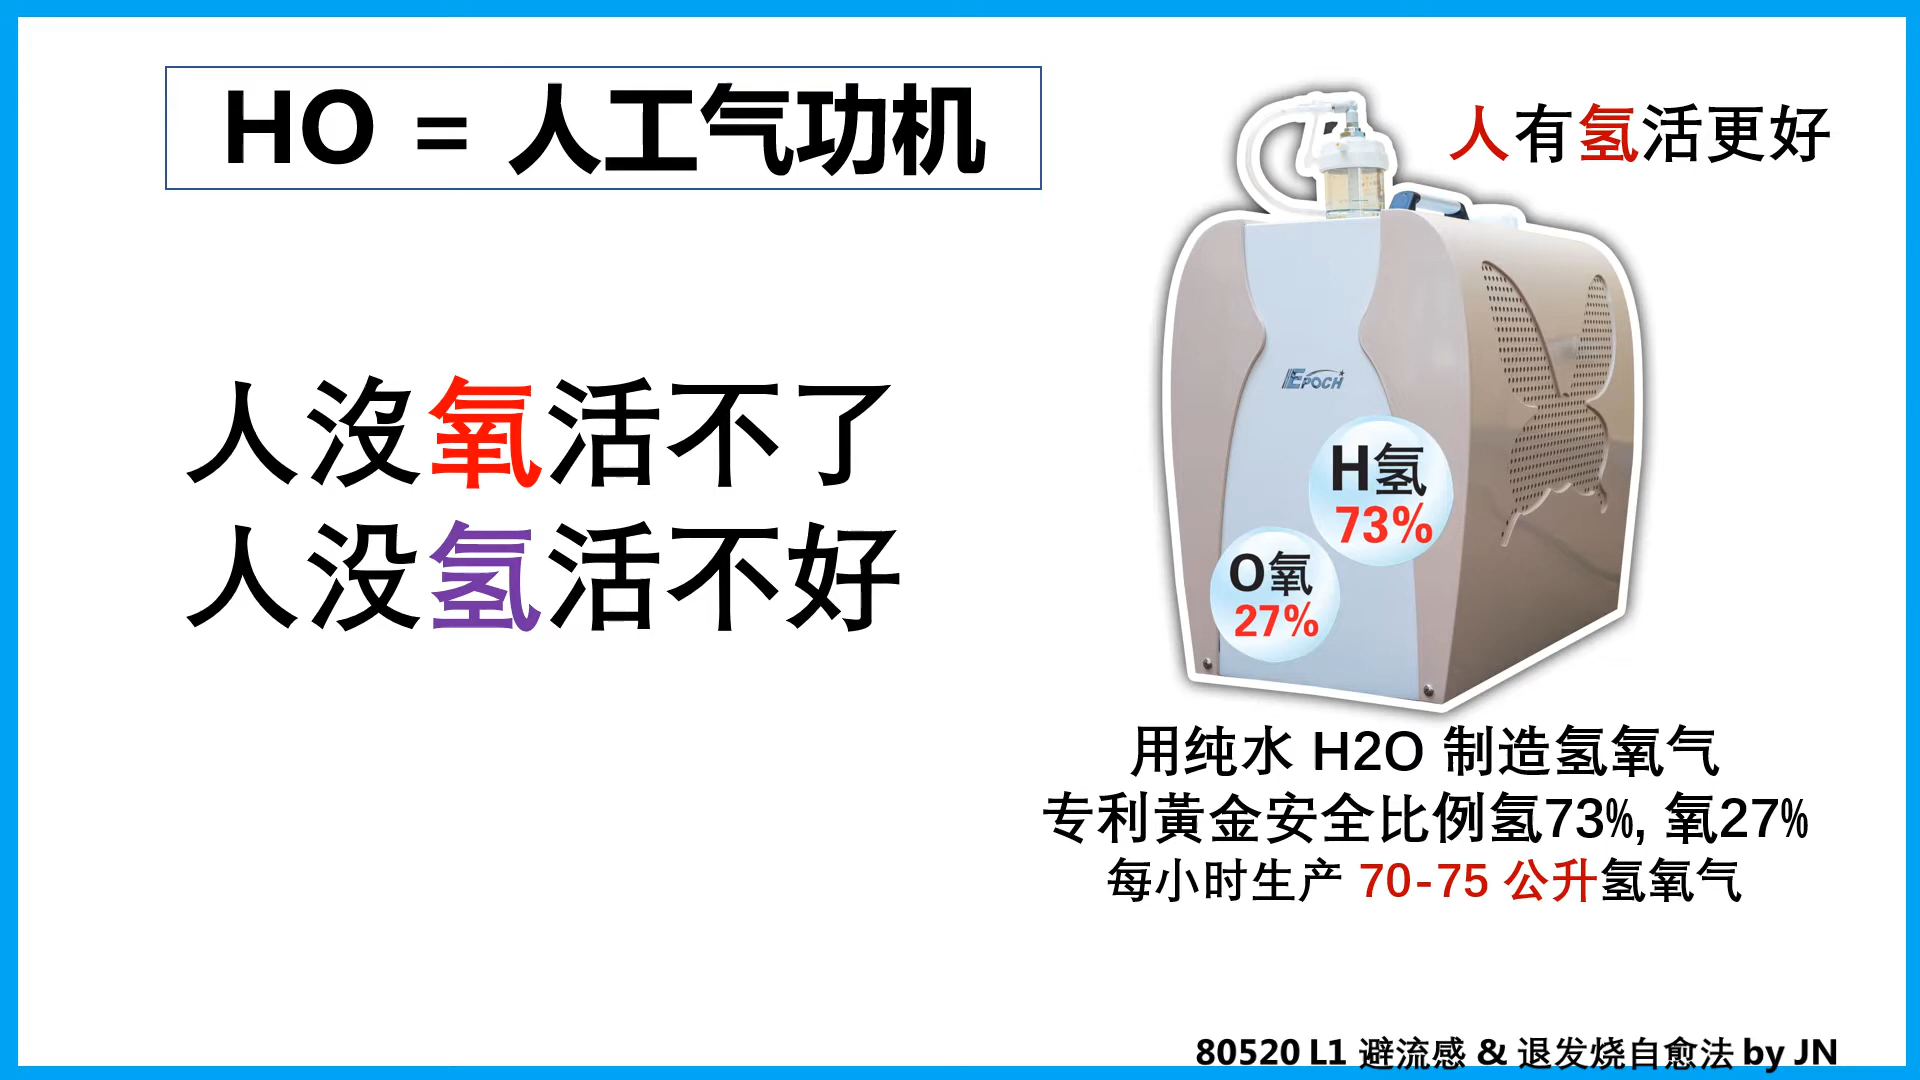 HO = 人工气功机
人有氢活更好
人沒氧活不了
人没氢活不好
EPOCH
H氢
73%
O氧
27%
用纯水 H2O 制造氢氧气
专利黃金安全比例氢73%, 氧27%
每小时生产 70-75 公升氢氧气
80520 L1 避流感 & 退发烧自愈法 by JN